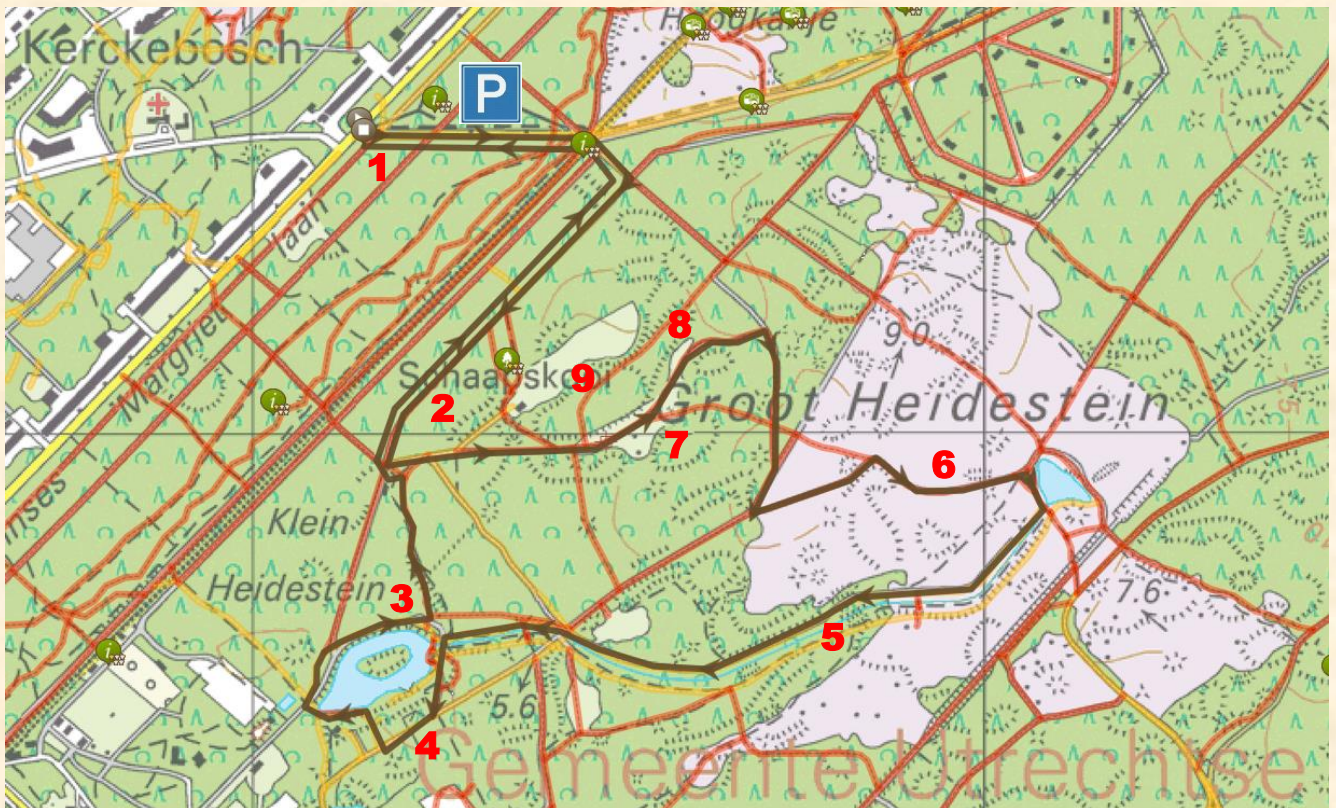 Kerckebosch
P
1
laan
Margriet
8
9.0
Schaapskooi
9
2
Groot Heidestein
7
6
nses
Klein
Heidestein
3
7.6
5
5.6
4
Gemeente Utrechtse